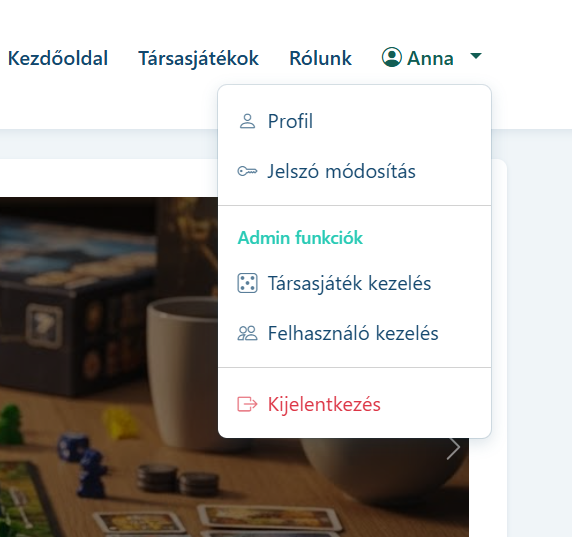 Kezdőoldal Társasjátékok Rólunk Anna
Profil
Jelszó módosítás
Admin funkciók
Társasjáték kezelés
Felhasználó kezelés
Kijelentkezés